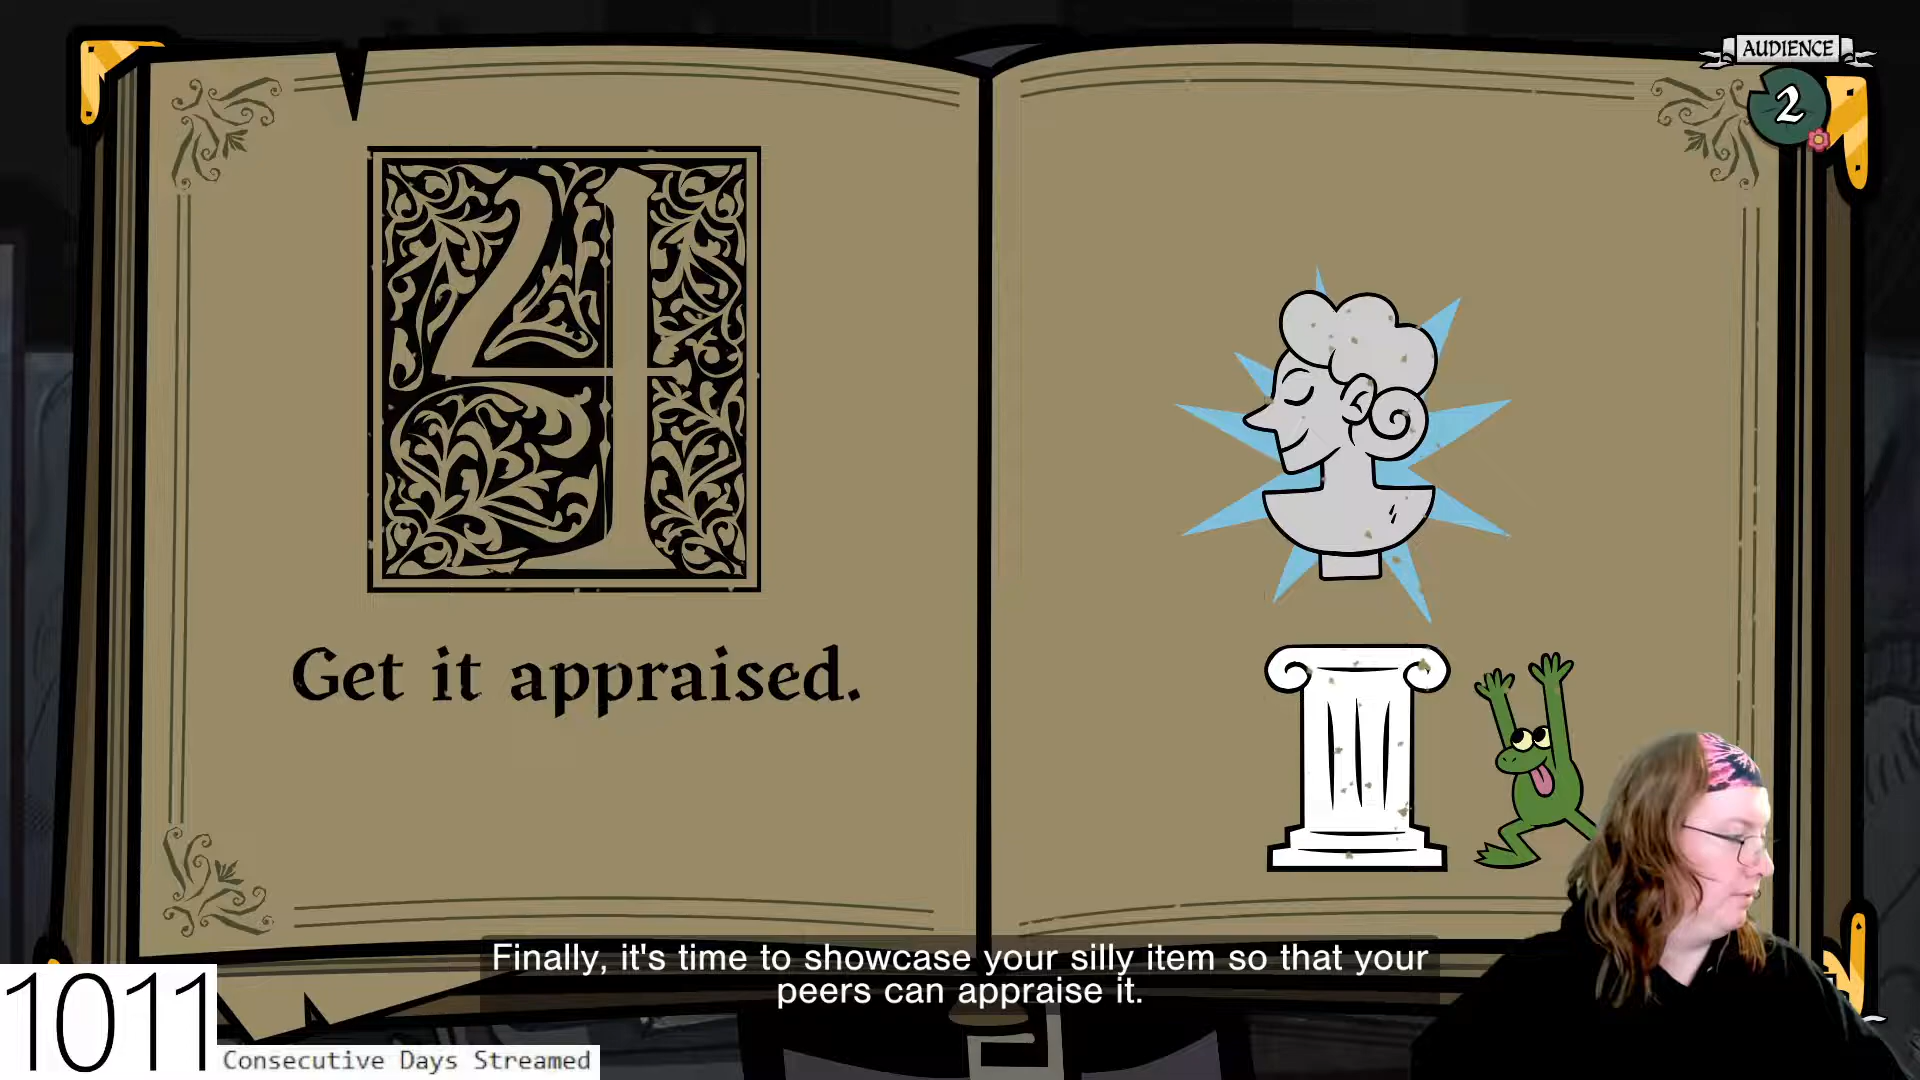 AUDIENCE
2
4
Get it appraised.
Finally, it's time to showcase your silly item so that your
peers can appraise it.
1011
Consecutive Days Streamed